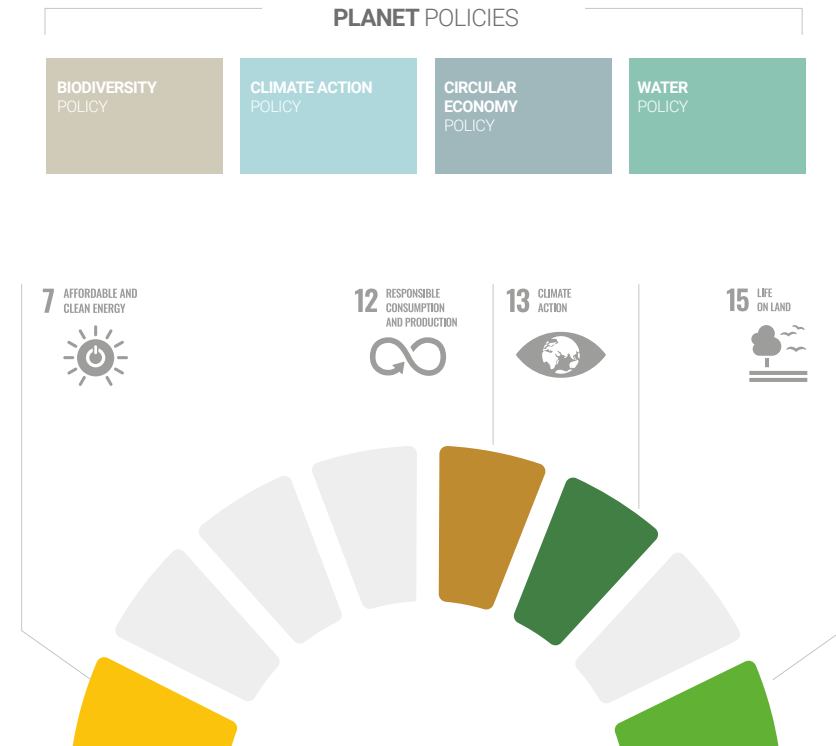 PLANET POLICIES
BIODIVERSITY
POLICY
CLIMATE ACTION
POLICY
CIRCULAR
ECONOMY
POLICY
WATER
POLICY
7 AFFORDABLE AND
CLEAN ENERGY
12 RESPONSIBLE
CONSUMPTION
AND PRODUCTION
13 CLIMATE
ACTION
15 LIFE
ON LAND